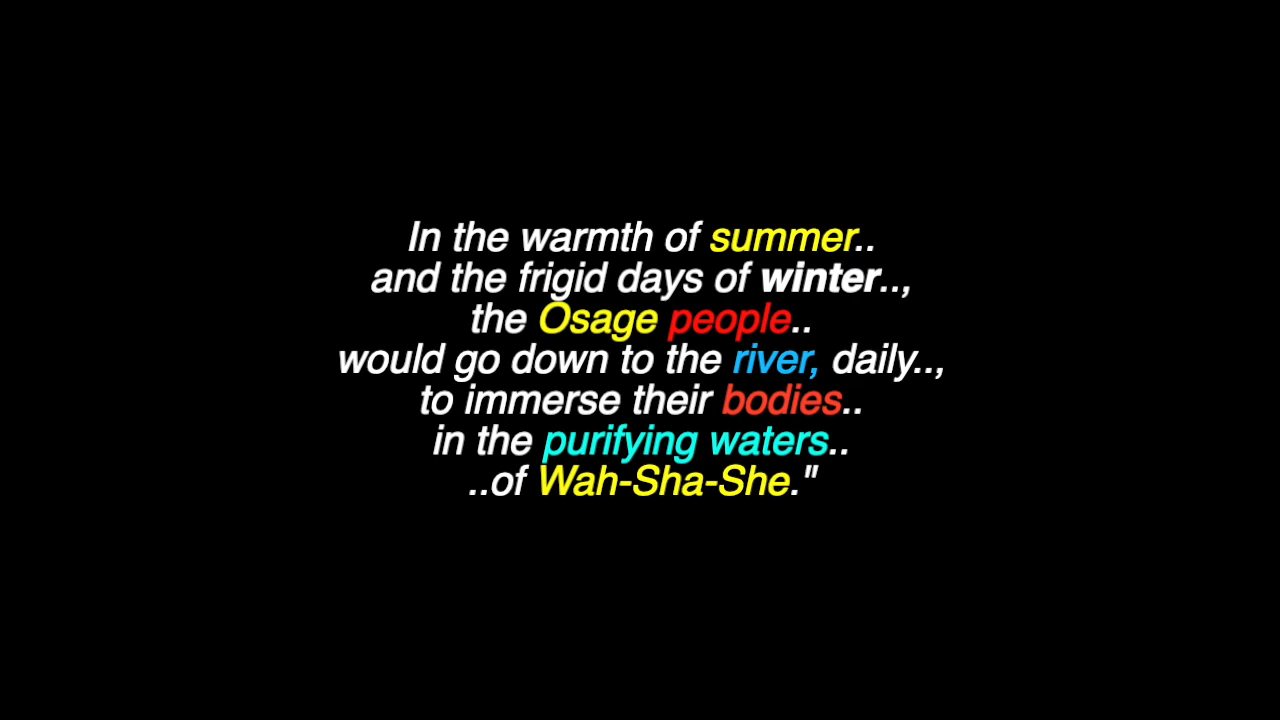 In the warmth of summer..
and the frigid days of winter..,
the Osage people..
would go down to the river, daily..,
to immerse their bodies..
in the purifying waters..
..of Wah-Sha-She."